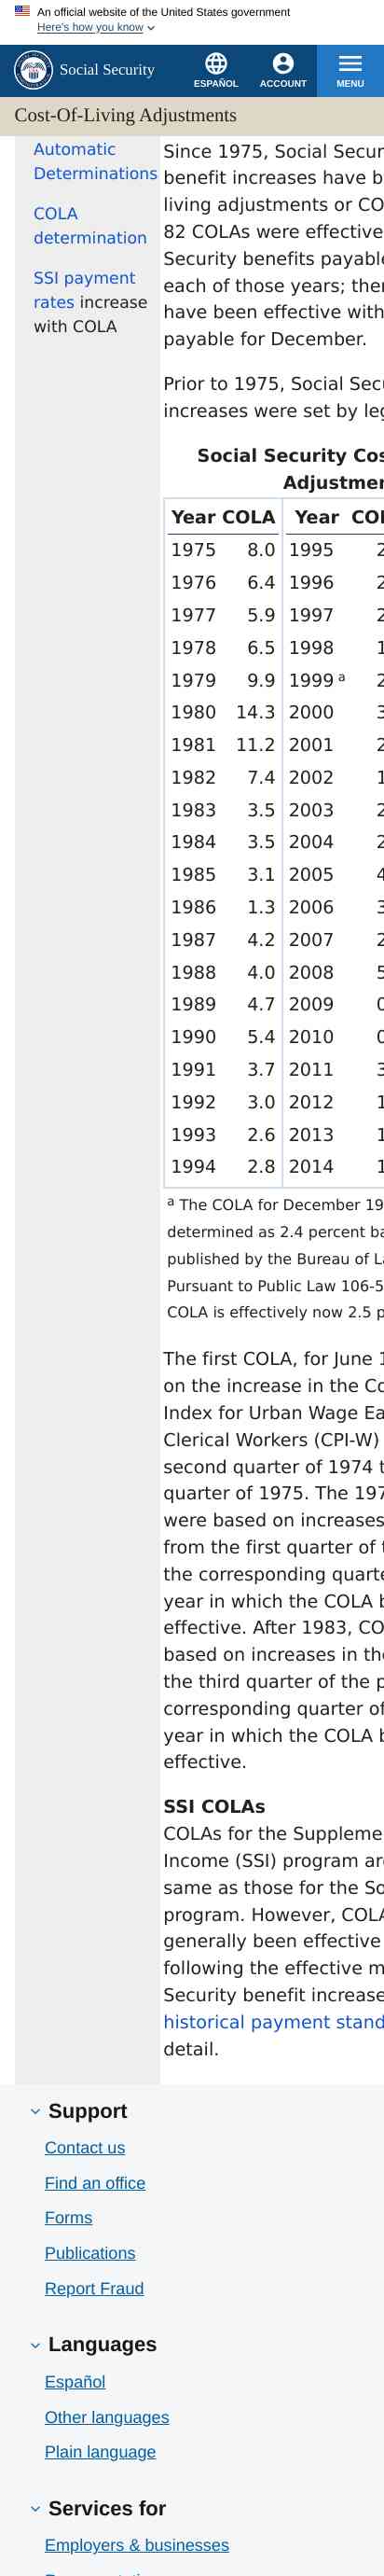 An official website of the United States government
Here's how you know
Social Security
ESPAÑOL
ACCOUNT
MENU
Cost-Of-Living Adjustments
Automatic
Determinations
COLA
determination
SSI payment
rates increase
with COLA
Since 1975, Social Secur
benefit increases have b
living adjustments or CO
82 COLAs were effective
Security benefits payable
each of those years; ther
have been effective with
payable for December.
Prior to 1975, Social Secu
increases were set by leg
Social Security Cos
Adjustmer
Year COLA Year COL
1975 8.0 1995 2
1976 6.4 1996 2
1977 5.9 1997 2
1978 6.5 1998 1
1979 9.9 1999 a 2
1980 14.3 2000 3
1981 11.2 2001 2
1982 7.4 2002 1
1983 3.5 2003 2
1984 3.5 2004 2
1985 3.1 2005 4
1986 1.3 2006 3
1987 4.2 2007 2
1988 4.0 2008 5
1989 4.7 2009 0
1990 5.4 2010 0
1991 3.7 2011 3
1992 3.0 2012 1
1993 2.6 2013 1
1994 2.8 2014 1
a The COLA for December 19
determined as 2.4 percent ba
published by the Bureau of La
Pursuant to Public Law 106-5
COLA is effectively now 2.5 p
The first COLA, for June 1
on the increase in the Co
Index for Urban Wage Ea
Clerical Workers (CPI-W)
second quarter of 1974 t
quarter of 1975. The 197
were based on increases
from the first quarter of t
the corresponding quarte
year in which the COLA b
effective. After 1983, CO
based on increases in the
the third quarter of the p
corresponding quarter of
year in which the COLA b
effective.
SSI COLAs
COLAs for the Suppleme
Income (SSI) program are
same as those for the So
program. However, COLA
generally been effective
following the effective m
Security benefit increase
historical payment stand
detail.
Support
Contact us
Find an office
Forms
Publications
Report Fraud
Languages
Español
Other languages
Plain language
Services for
Employers & businesses